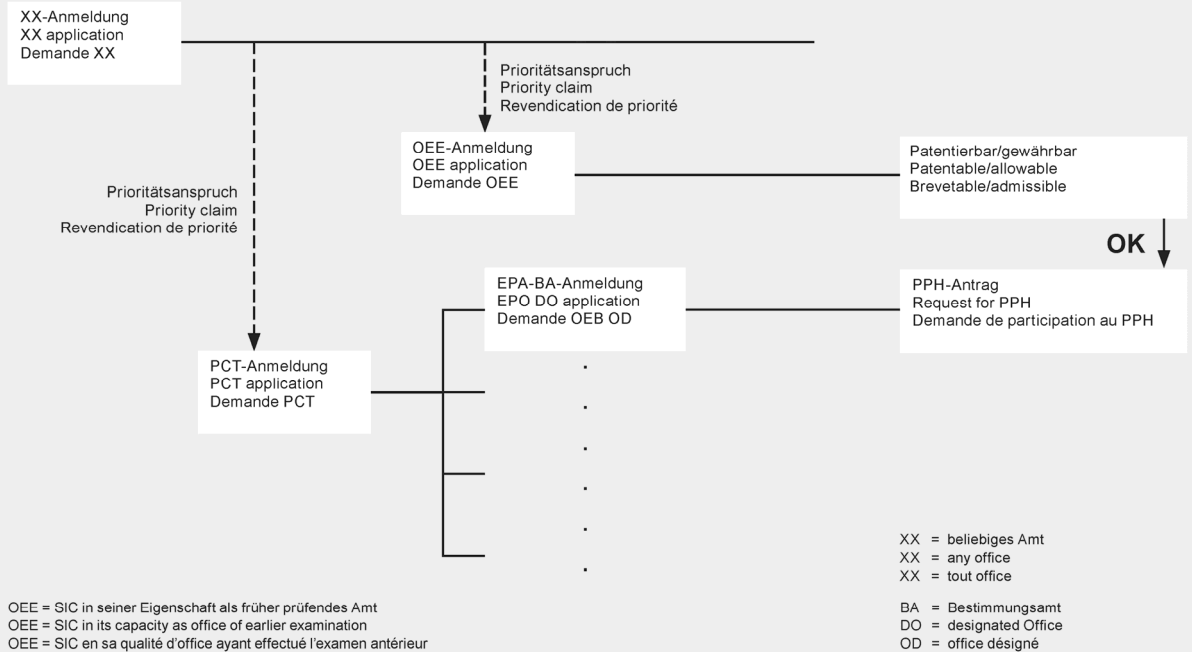 XX-Anmeldung
XX application
Demande XX
Prioritätsanspruch
Priority claim
Revendication de priorité
OEE-Anmeldung
OEE application
Demande OEE
Patentierbar/gewährbar
Patentable/allowable
Brevetable/admissible
Prioritätsanspruch
Priority claim
Revendication de priorité
OK
EPA-BA-Anmeldung
EPO DO application
Demande OEB OD
PPH-Antrag
Request for PPH
Demande de participation au PPH
PCT-Anmeldung
PCT application
Demande PCT
XX = beliebiges Amt
XX = any office
XX = tout office
OEE = SIC in seiner Eigenschaft als früher prüfendes Amt
OEE = SIC in its capacity as office of earlier examination
OEE = SIC en sa qualité d'office ayant effectué l'examen antérieur
BA = Bestimmungsamt
DO = designated Office
OD = office désigné